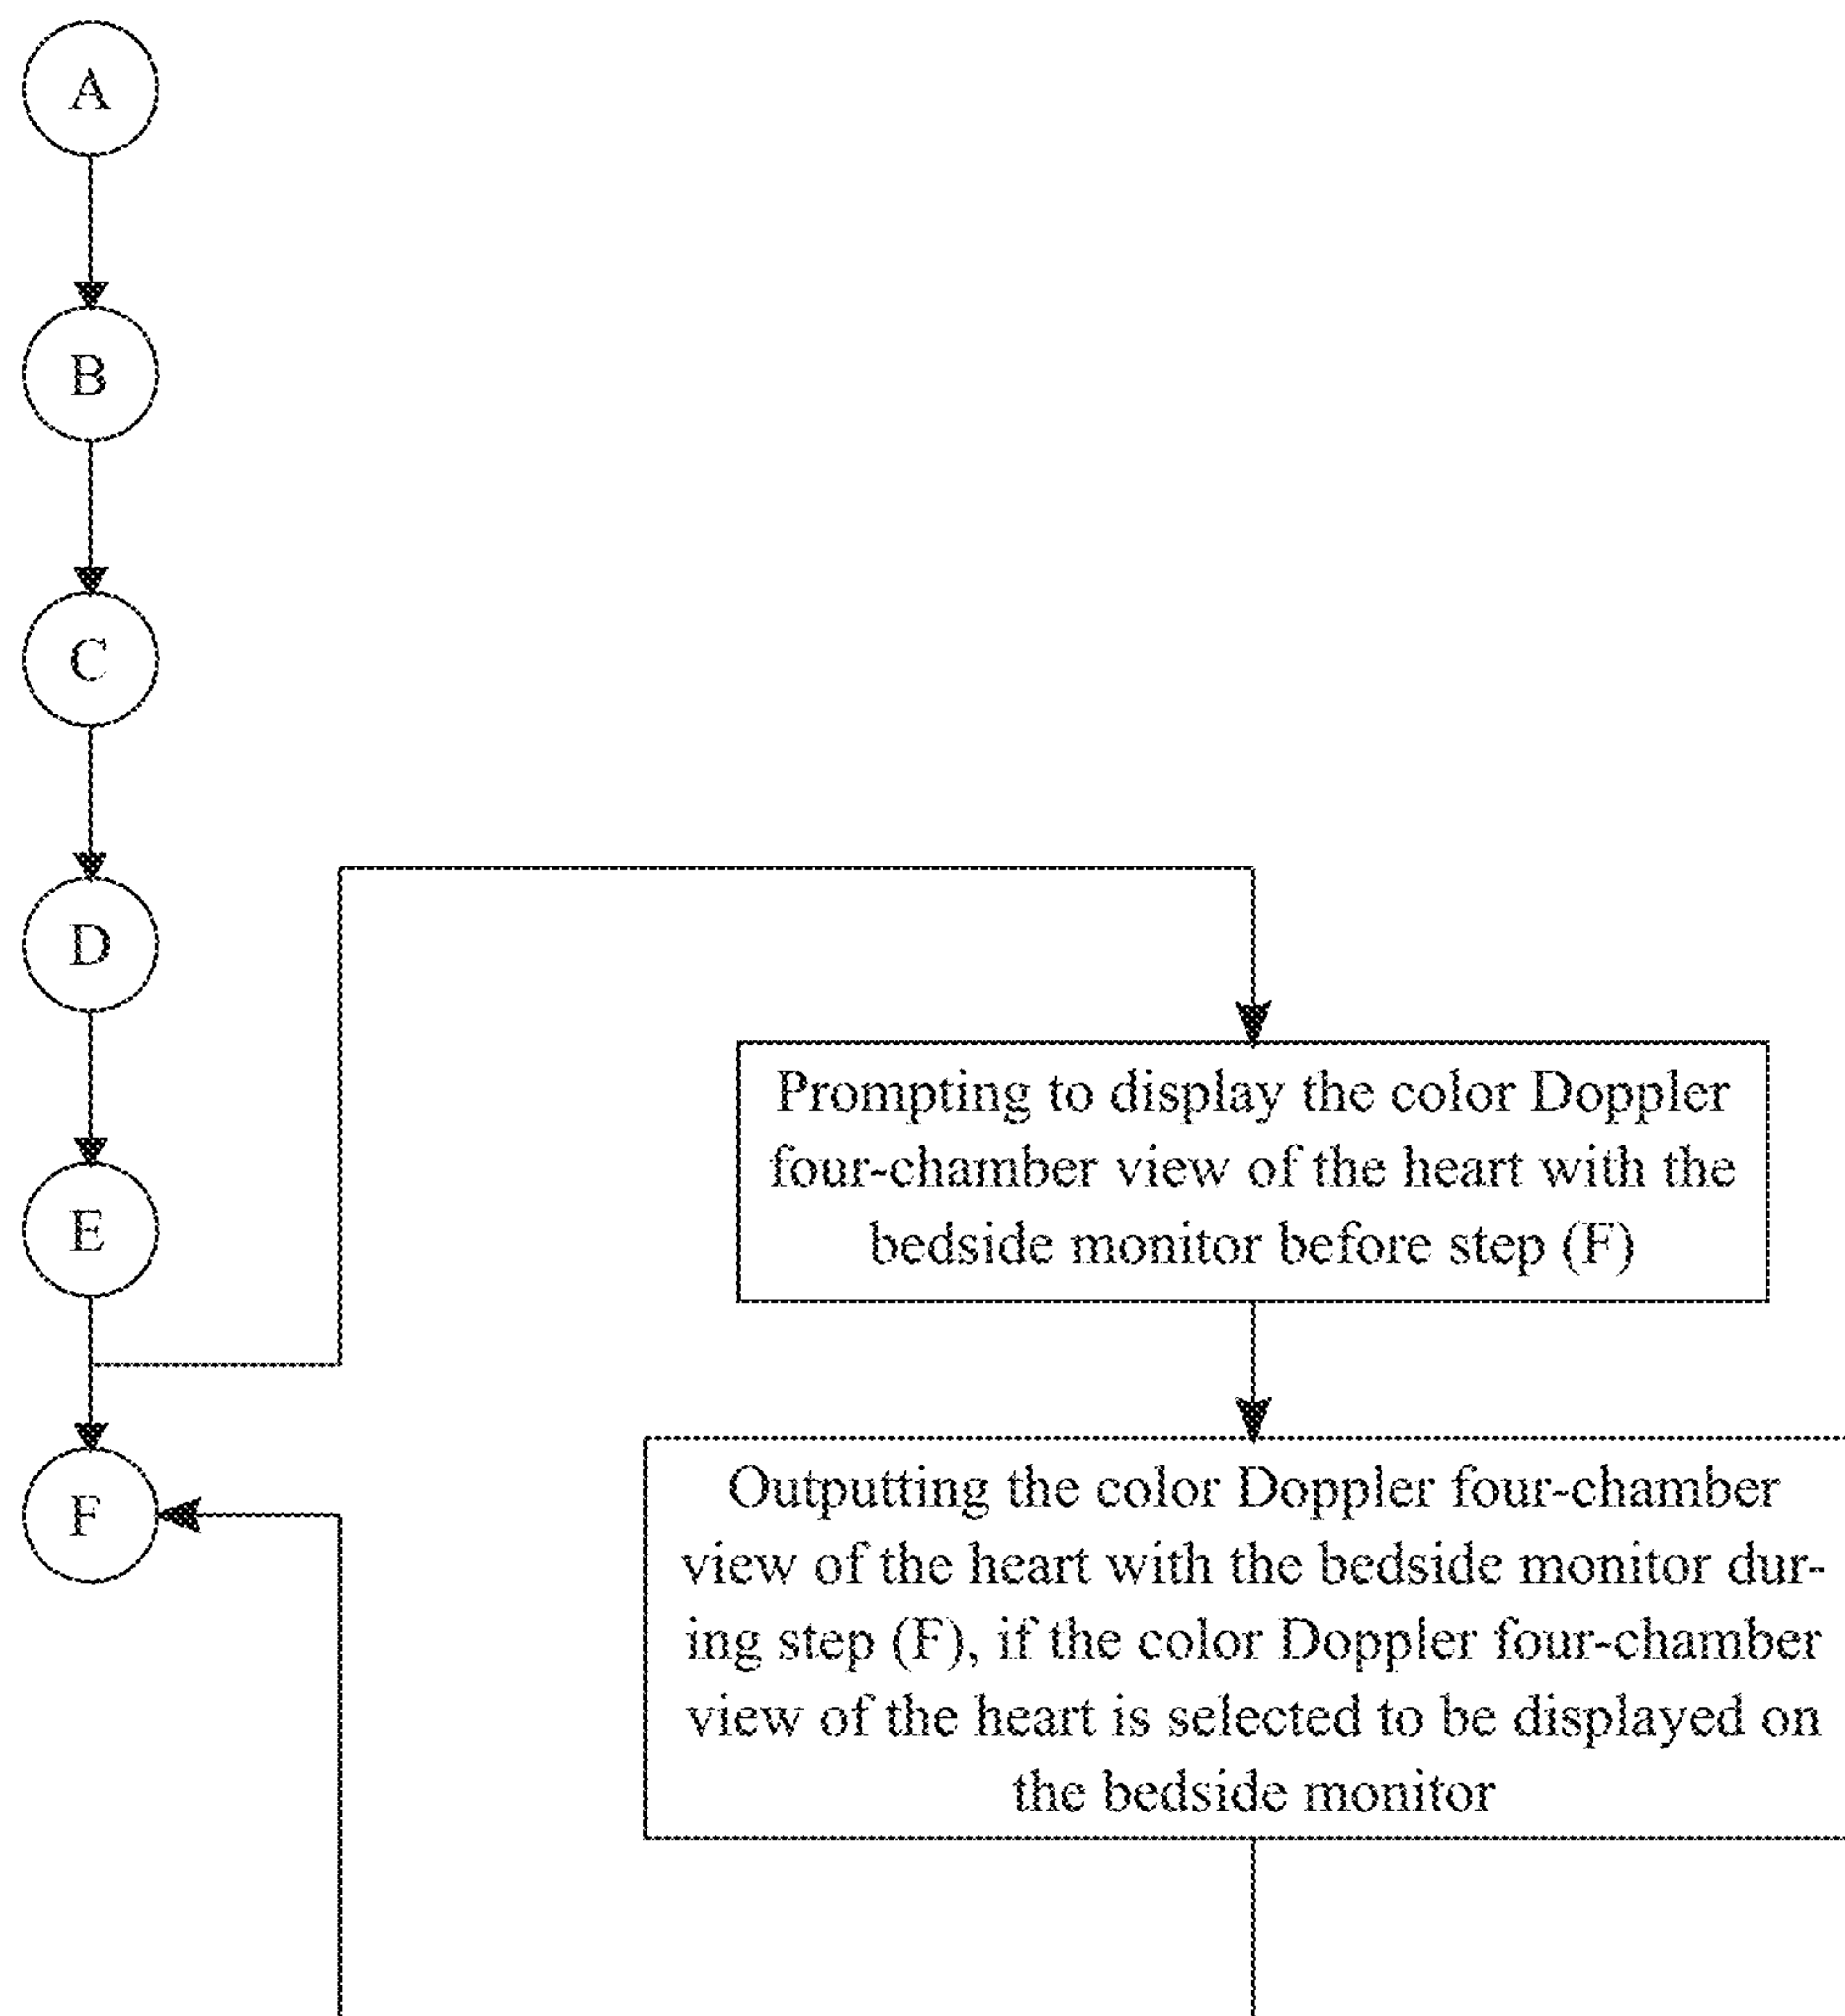 A
B
C
D
E
F
Prompting to display the color Doppler
four-chamber view of the heart with the
bedside monitor before step (F)
Outputting the color Doppler four-chamber
view of the heart with the bedside monitor dur-
ing step (F), if the color Doppler four-chamber
view of the heart is selected to be displayed on
the bedside monitor